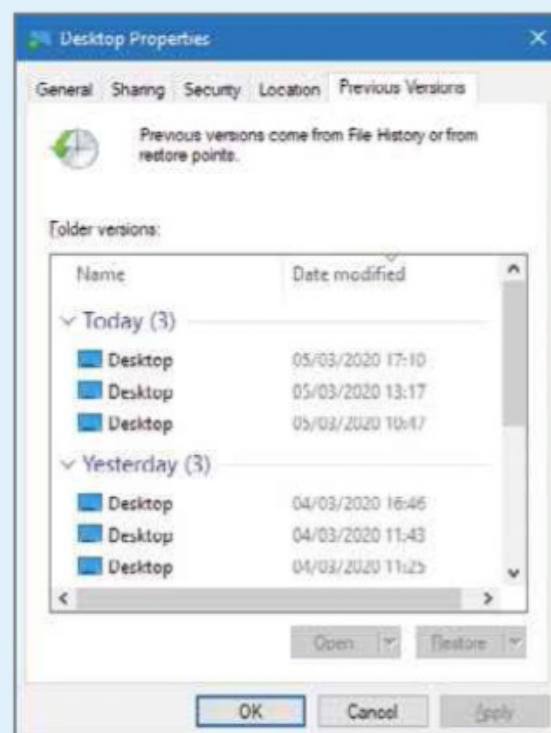 Desktop Properties
General Sharing Security Location Previous Versions
Previous versions come from File History or from
restore points.
Folder versions:
Name Date modified
Today (3)
Desktop 05/03/2020 17:10
Desktop 05/03/2020 13:17
Desktop 05/03/2020 10:47
Yesterday (3)
Desktop 04/03/2020 16:46
Desktop 04/03/2020 11:43
Desktop 04/03/2020 11:25
Open Restore
OK Cancel Apply